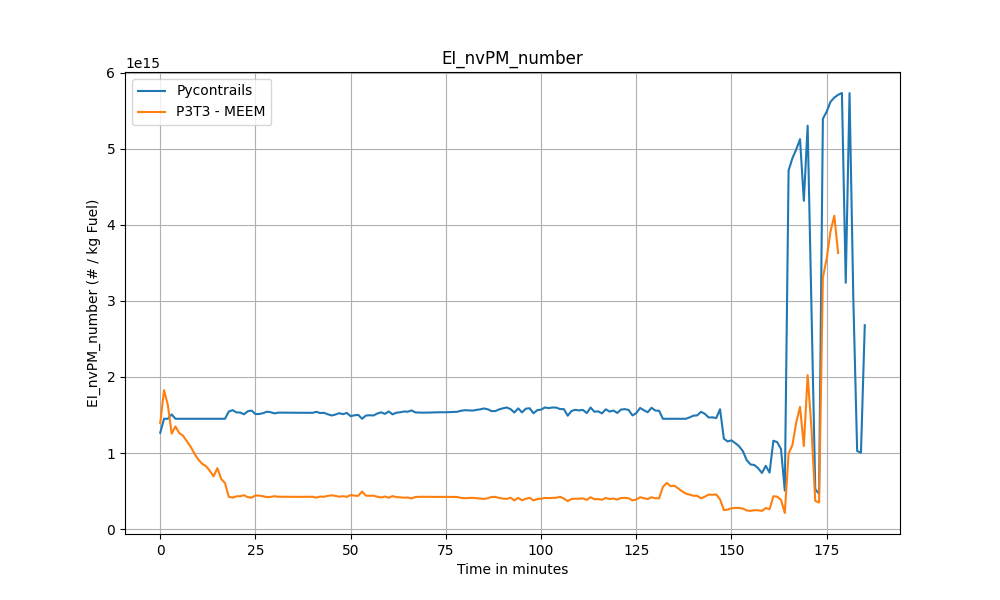 EI_nvPM_number
1e15
Pycontrails
P3T3 - MEEM
6
5
4
3
2
1
0
EI_nvPM_number (# / kg Fuel)
0 25 50 75 100 125 150 175
Time in minutes